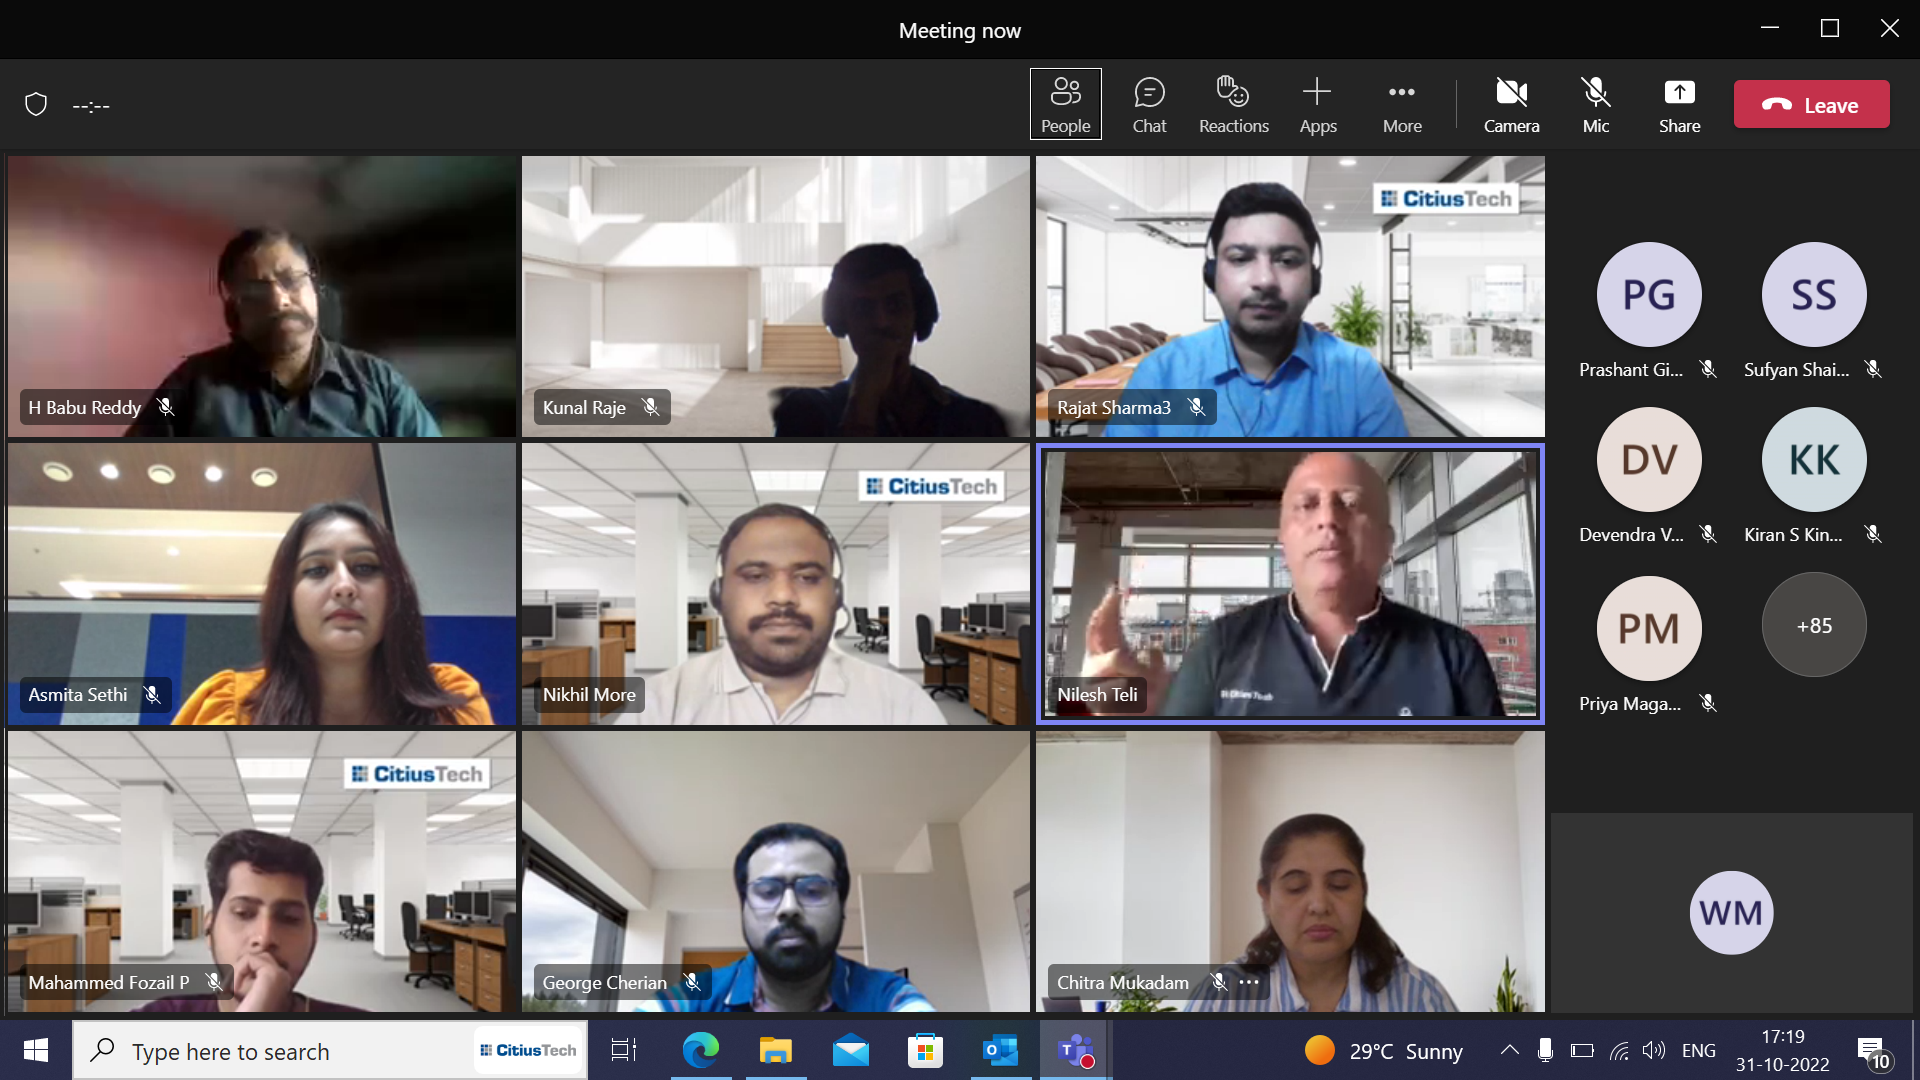 Meeting now
--:--
People
Chat
Reactions
Apps
More
Camera
Mic
Share
Leave
H Babu Reddy
Kunal Raje
CitiusTech
Rajat Sharma3
PG
SS
Prashant Gi...
Sufyan Shai...
Asmita Sethi
CitiusTech
Nikhil More
CitiusTech
Nilesh Teli
DV
KK
Devendra V...
Kiran S Kin...
PM
+85
Priya Maga...
CitiusTech
Mahammed Fozail P
George Cherian
Chitra Mukadam
WM
Type here to search
CitiusTech
29°C Sunny
ENG
17:19
31-10-2022
10